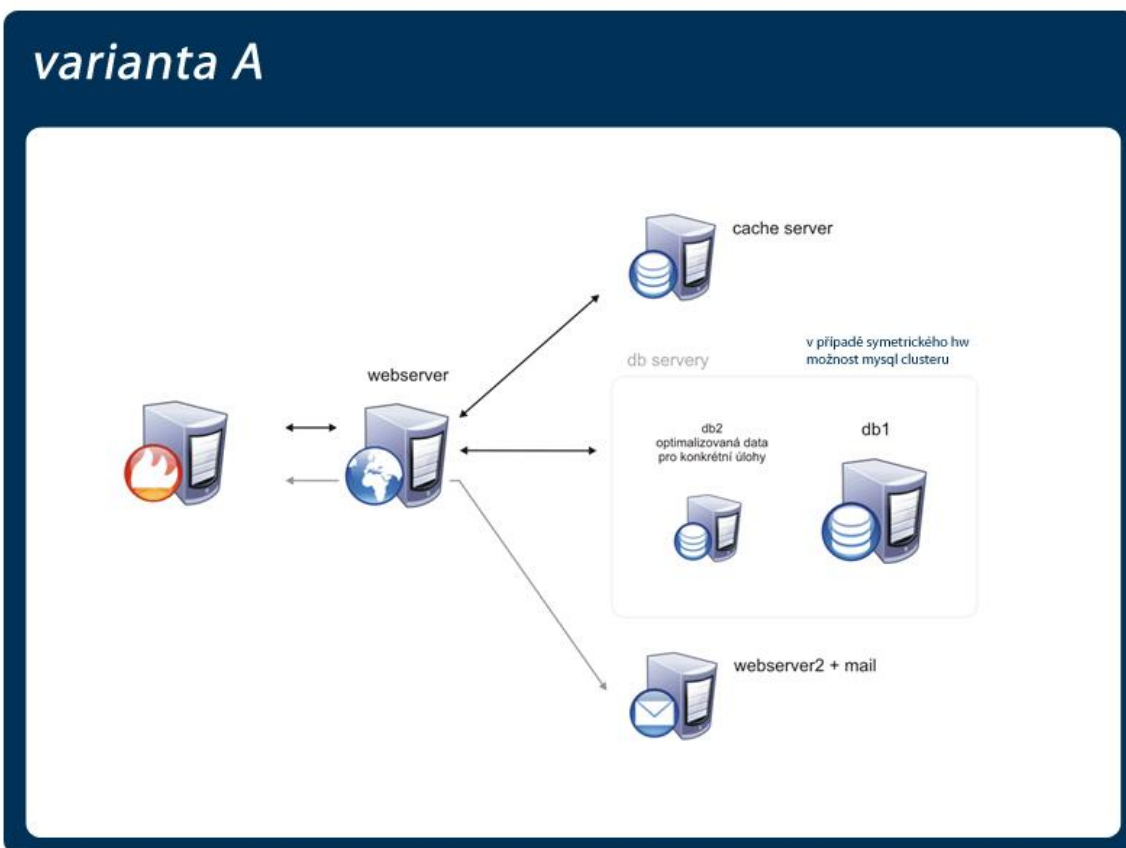 varianta A
cache server
v případě symetrického hw
možnost mysql clusteru
db servery
webserver
db2
optimalizovaná data
pro konkrétní úlohy
db1
webserver2 + mail